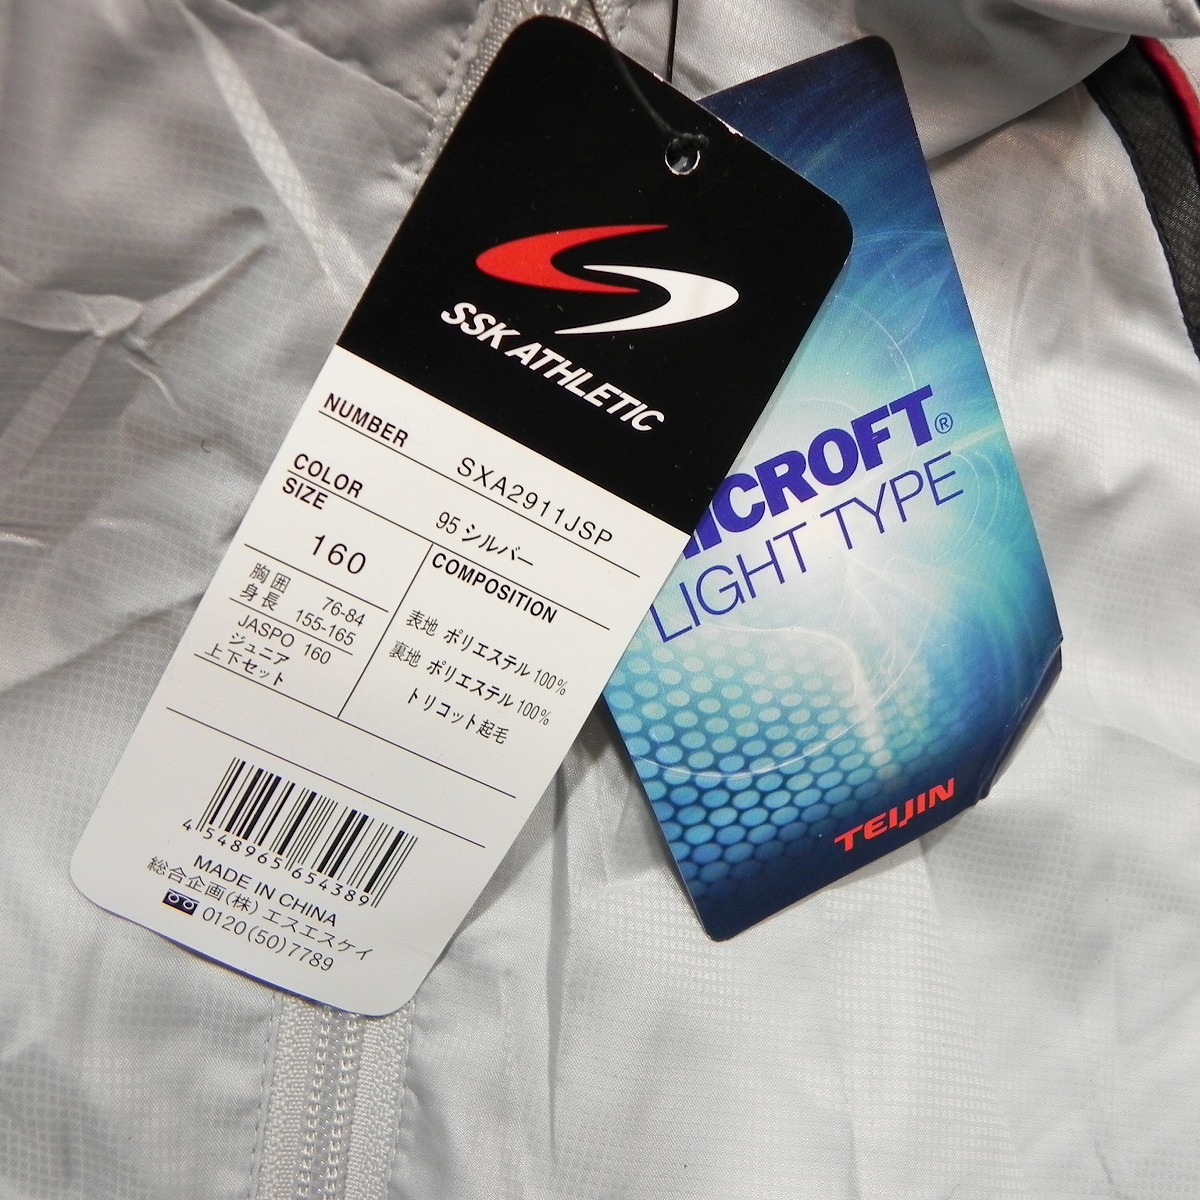 SSK ATHLETIC
NUMBER
SXA2911JSP
COLOR
95 シルバー
SIZE
160
胸囲 76-84
身長 155-165
JASPO 160
ジュニア
上下セット
COMPOSITION
表地 ポリエステル 100%
裏地 ポリエステル 100%
トリコット起毛
4 548965 654389
MADE IN CHINA
総合企画(株) エスエスケイ
0120(50)7789
ICROFT®
LIGHT TYPE
TEIJIN